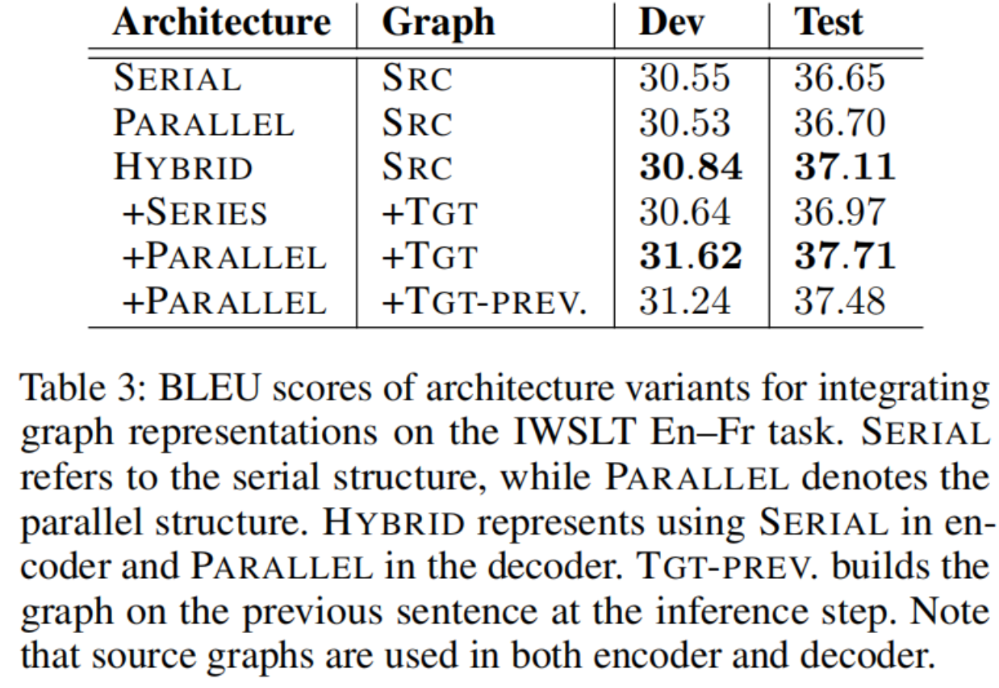 Architecture Graph Dev Test
SERIAL SRC 30.55 36.65
PARALLEL SRC 30.53 36.70
HYBRID SRC 30.84 37.11
+SERIES +TGT 30.64 36.97
+PARALLEL +TGT 31.62 37.71
+PARALLEL +TGT-PREV. 31.24 37.48
Table 3: BLEU scores of architecture variants for integrating
graph representations on the IWSLT En–Fr task. SERIAL
refers to the serial structure, while PARALLEL denotes the
parallel structure. HYBRID represents using SERIAL in en-
coder and PARALLEL in the decoder. TGT-PREV. builds the
graph on the previous sentence at the inference step. Note
that source graphs are used in both encoder and decoder.